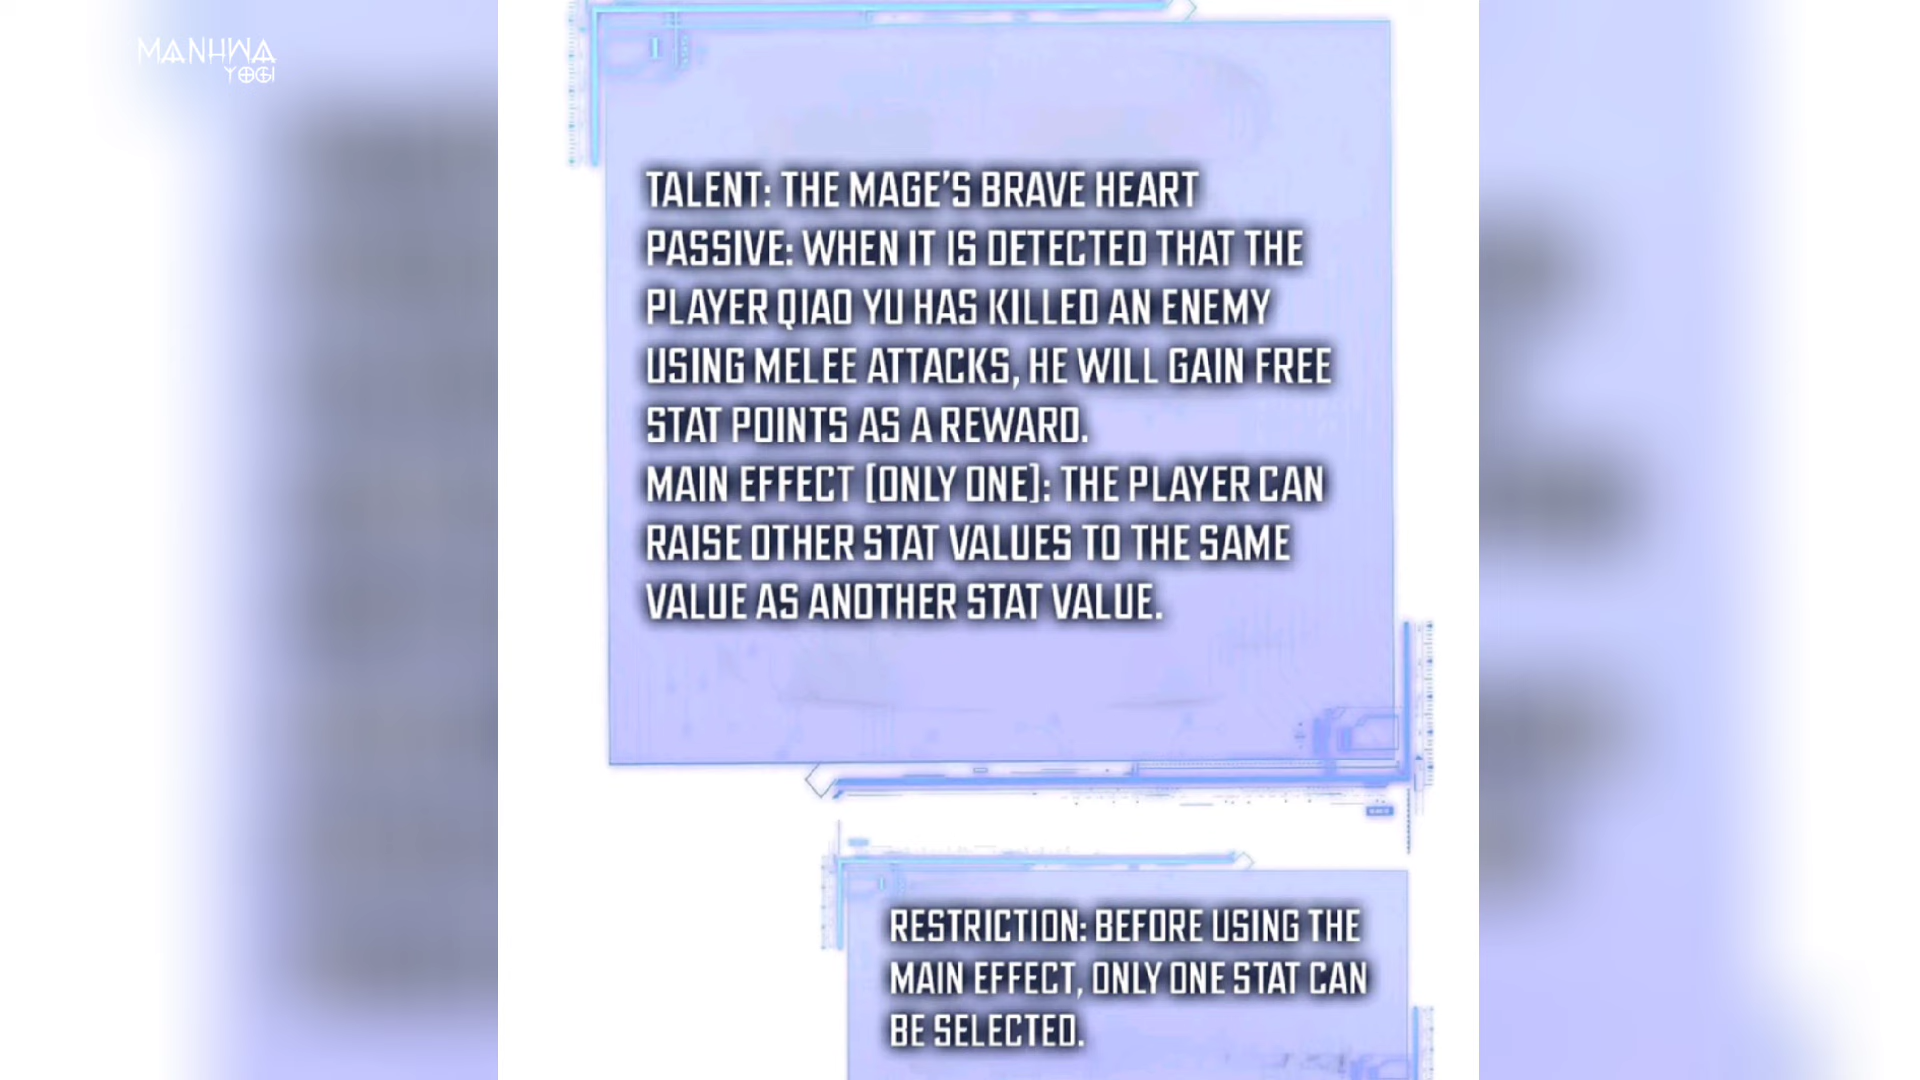 MANHWA
YOGI
TALENT: THE MAGE'S BRAVE HEART
PASSIVE: WHEN IT IS DETECTED THAT THE
PLAYER QIAO YU HAS KILLED AN ENEMY
USING MELEE ATTACKS, HE WILL GAIN FREE
STAT POINTS AS A REWARD.
MAIN EFFECT [ONLY ONE]: THE PLAYER CAN
RAISE OTHER STAT VALUES TO THE SAME
VALUE AS ANOTHER STAT VALUE.
RESTRICTION: BEFORE USING THE
MAIN EFFECT, ONLY ONE STAT CAN
BE SELECTED.